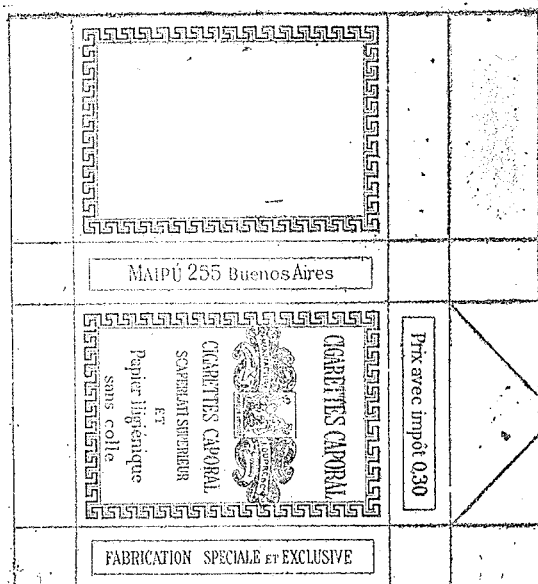 MAIPÚ 255 Buenos Aires
CIGARETTES CAPORAL
CIGARETTES CAPORAL
SCAFERLATI SUPERIEUR
ET
Papier Higiénique
sans colle
Prix avec impôt 0,30
FABRICATION SPECIALE ET EXCLUSIVE